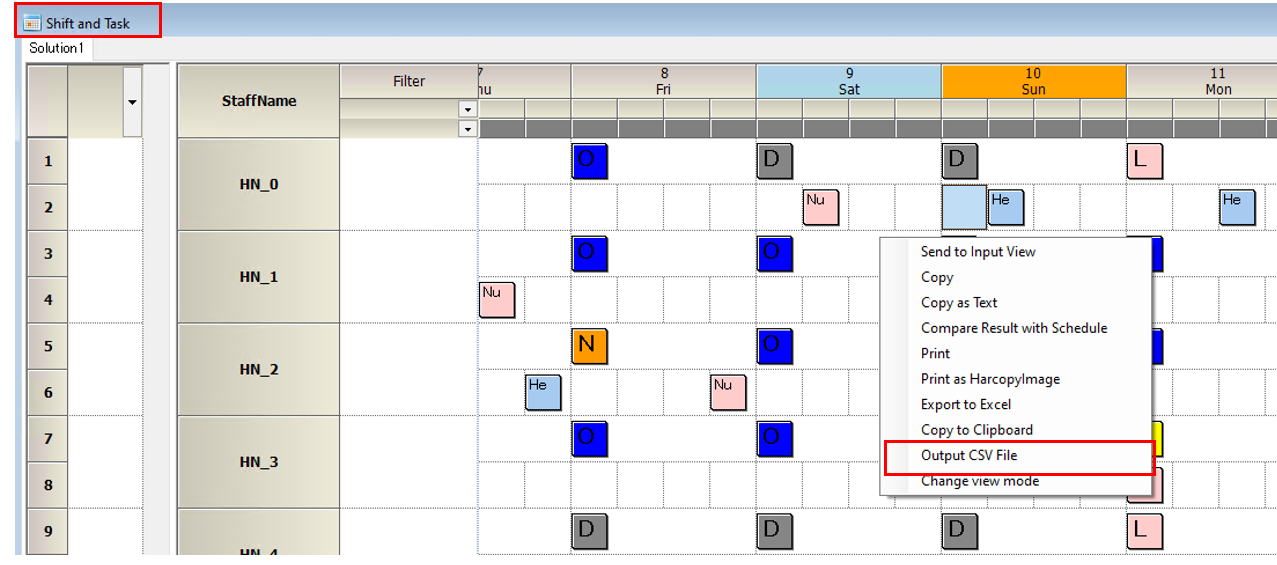 Shift and Task
Solution1
StaffName
Filter
7
hu
8
Fri
9
Sat
10
Sun
11
Mon
1
HN_0
O
D
D
L
2
Nu
He
He
3
HN_1
O
O
4
Nu
5
HN_2
N
O
6
He
Nu
7
HN_3
O
O
8
9
HN_4
D
D
D
L
Send to Input View
Copy
Copy as Text
Compare Result with Schedule
Print
Print as HarcopyImage
Export to Excel
Copy to Clipboard
Output CSV File
Change view mode